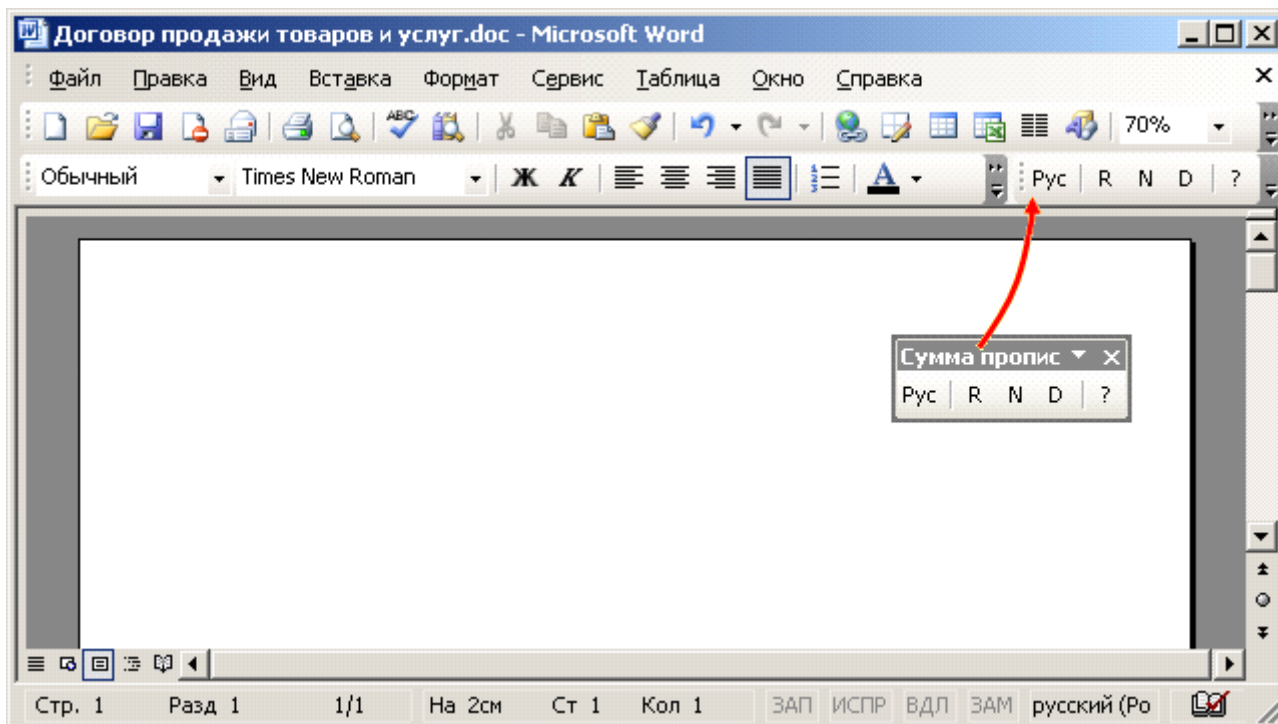 Договор продажи товаров и услуг.doc - Microsoft Word
Файл Правка Вид Вставка Формат Сервис Таблица Окно Справка
ABC 70%
Обычный Times New Roman Ж К A Рус R N D ?
Сумма пропис
Рус R N D ?
Стр. 1 Разд 1 1/1 На 2см Ст 1 Кол 1 ЗАП ИСПР ВДЛ ЗАМ русский (Ро